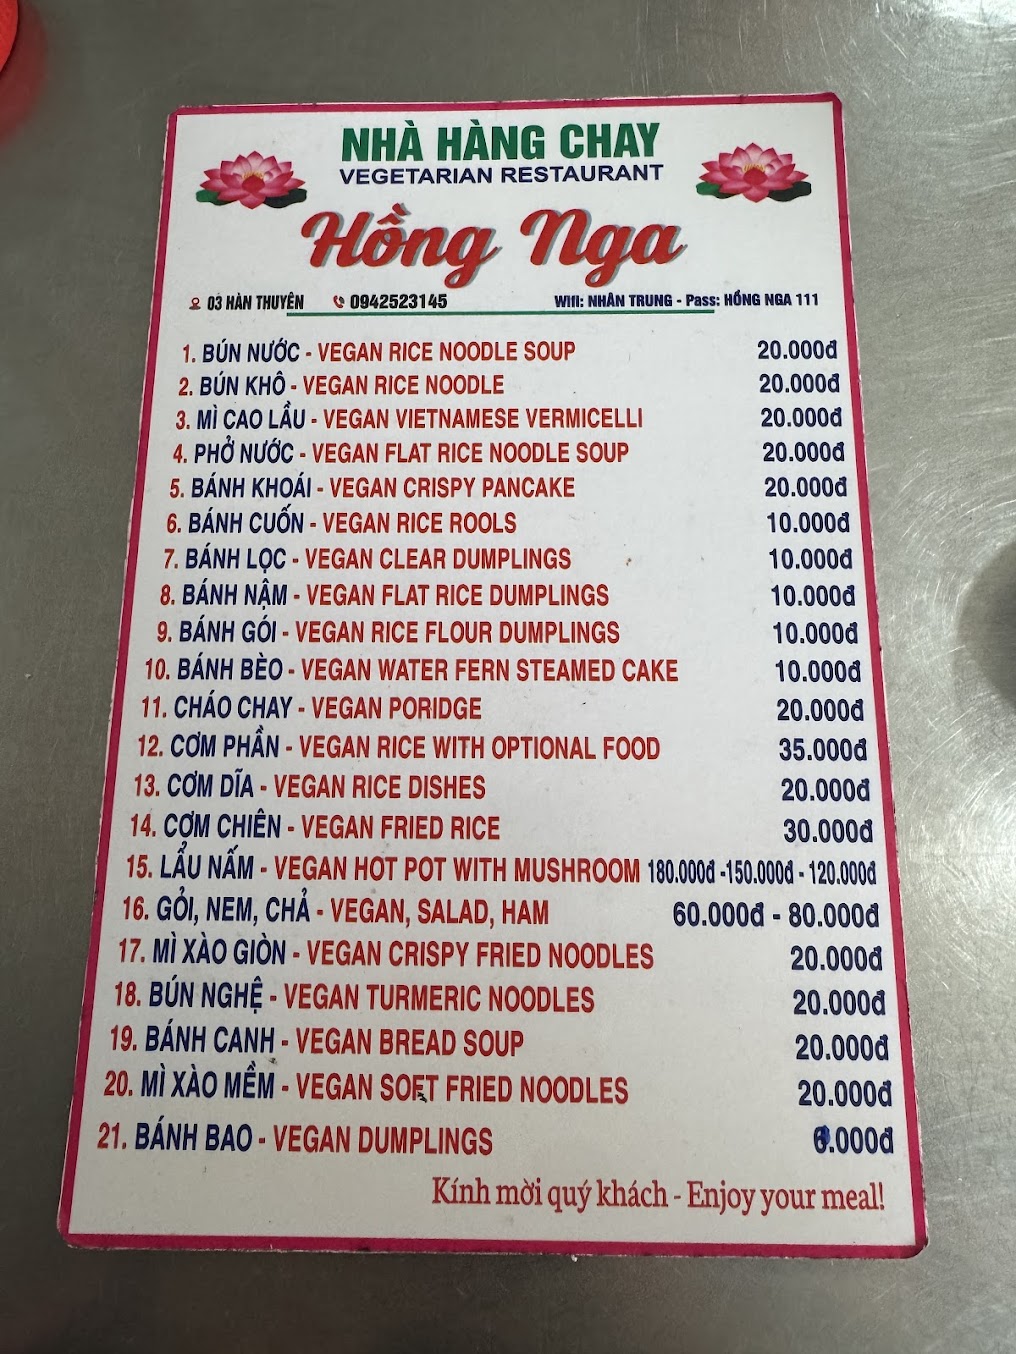 NHÀ HÀNG CHAY
VEGETARIAN RESTAURANT
Hồng Nga
03 HÀN THUYÊN 0942523145 Wifi: NHÂN TRUNG - Pass: HỒNG NGA 111
1. BÚN NƯỚC - VEGAN RICE NOODLE SOUP 20.000đ
2. BÚN KHÔ - VEGAN RICE NOODLE 20.000đ
3. MÌ CAO LẦU - VEGAN VIETNAMESE VERMICELLI 20.000đ
4. PHỞ NƯỚC - VEGAN FLAT RICE NOODLE SOUP 20.000đ
5. BÁNH KHOÁI - VEGAN CRISPY PANCAKE 20.000đ
6. BÁNH CUỐN - VEGAN RICE ROOLS 10.000đ
7. BÁNH LỌC - VEGAN CLEAR DUMPLINGS 10.000đ
8. BÁNH NẬM - VEGAN FLAT RICE DUMPLINGS 10.000đ
9. BÁNH GÓI - VEGAN RICE FLOUR DUMPLINGS 10.000đ
10. BÁNH BÈO - VEGAN WATER FERN STEAMED CAKE 10.000đ
11. CHÁO CHAY - VEGAN PORIDGE 20.000đ
12. CƠM PHẦN - VEGAN RICE WITH OPTIONAL FOOD 35.000đ
13. CƠM DĨA - VEGAN RICE DISHES 20.000đ
14. CƠM CHIÊN - VEGAN FRIED RICE 30.000đ
15. LẨU NẤM - VEGAN HOT POT WITH MUSHROOM 180.000đ -150.000đ - 120.000đ
16. GỎI, NEM, CHẢ - VEGAN, SALAD, HAM 60.000đ - 80.000đ
17. MÌ XÀO GIÒN - VEGAN CRISPY FRIED NOODLES 20.000đ
18. BÚN NGHỆ - VEGAN TURMERIC NOODLES 20.000đ
19. BÁNH CANH - VEGAN BREAD SOUP 20.000đ
20. MÌ XÀO MỀM - VEGAN SOFT FRIED NOODLES 20.000đ
21. BÁNH BAO - VEGAN DUMPLINGS 6.000đ
Kính mời quý khách - Enjoy your meal!